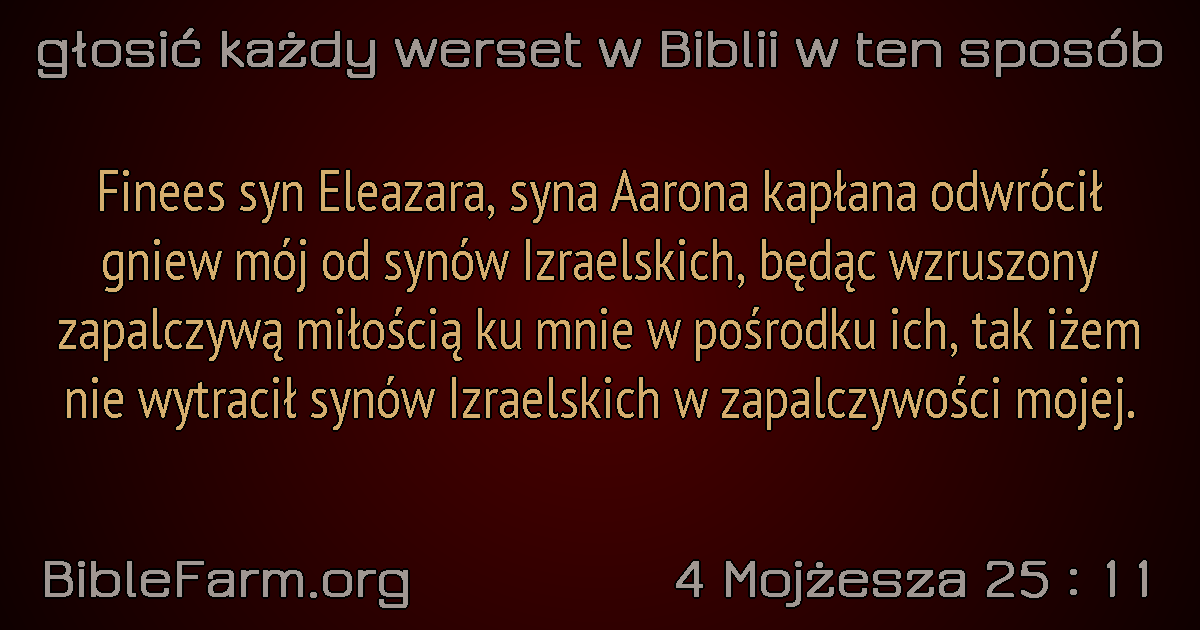 głosić każdy werset w Biblii w ten sposób
Finees syn Eleazara, syna Aarona kapłana odwrócił
gniew mój od synów Izraelskich, będąc wzruszony
zapalczywą miłością ku mnie w pośrodku ich, tak iżem
nie wytracił synów Izraelskich w zapalczywości mojej.
BibleFarm.org
4 Mojżesza 25 : 11